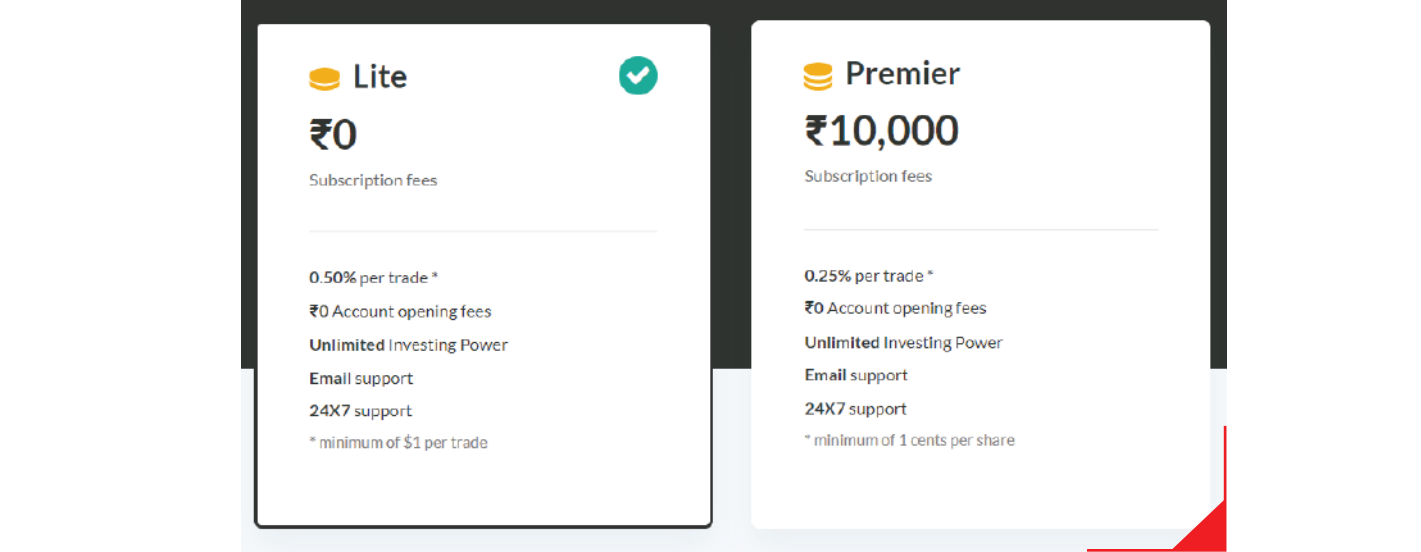 Lite
₹0
Subscription fees
0.50% per trade *
₹0 Account opening fees
Unlimited Investing Power
Email support
24X7 support
* minimum of $1 per trade
Premier
₹10,000
Subscription fees
0.25% per trade *
₹0 Account opening fees
Unlimited Investing Power
Email support
24X7 support
* minimum of 1 cents per share